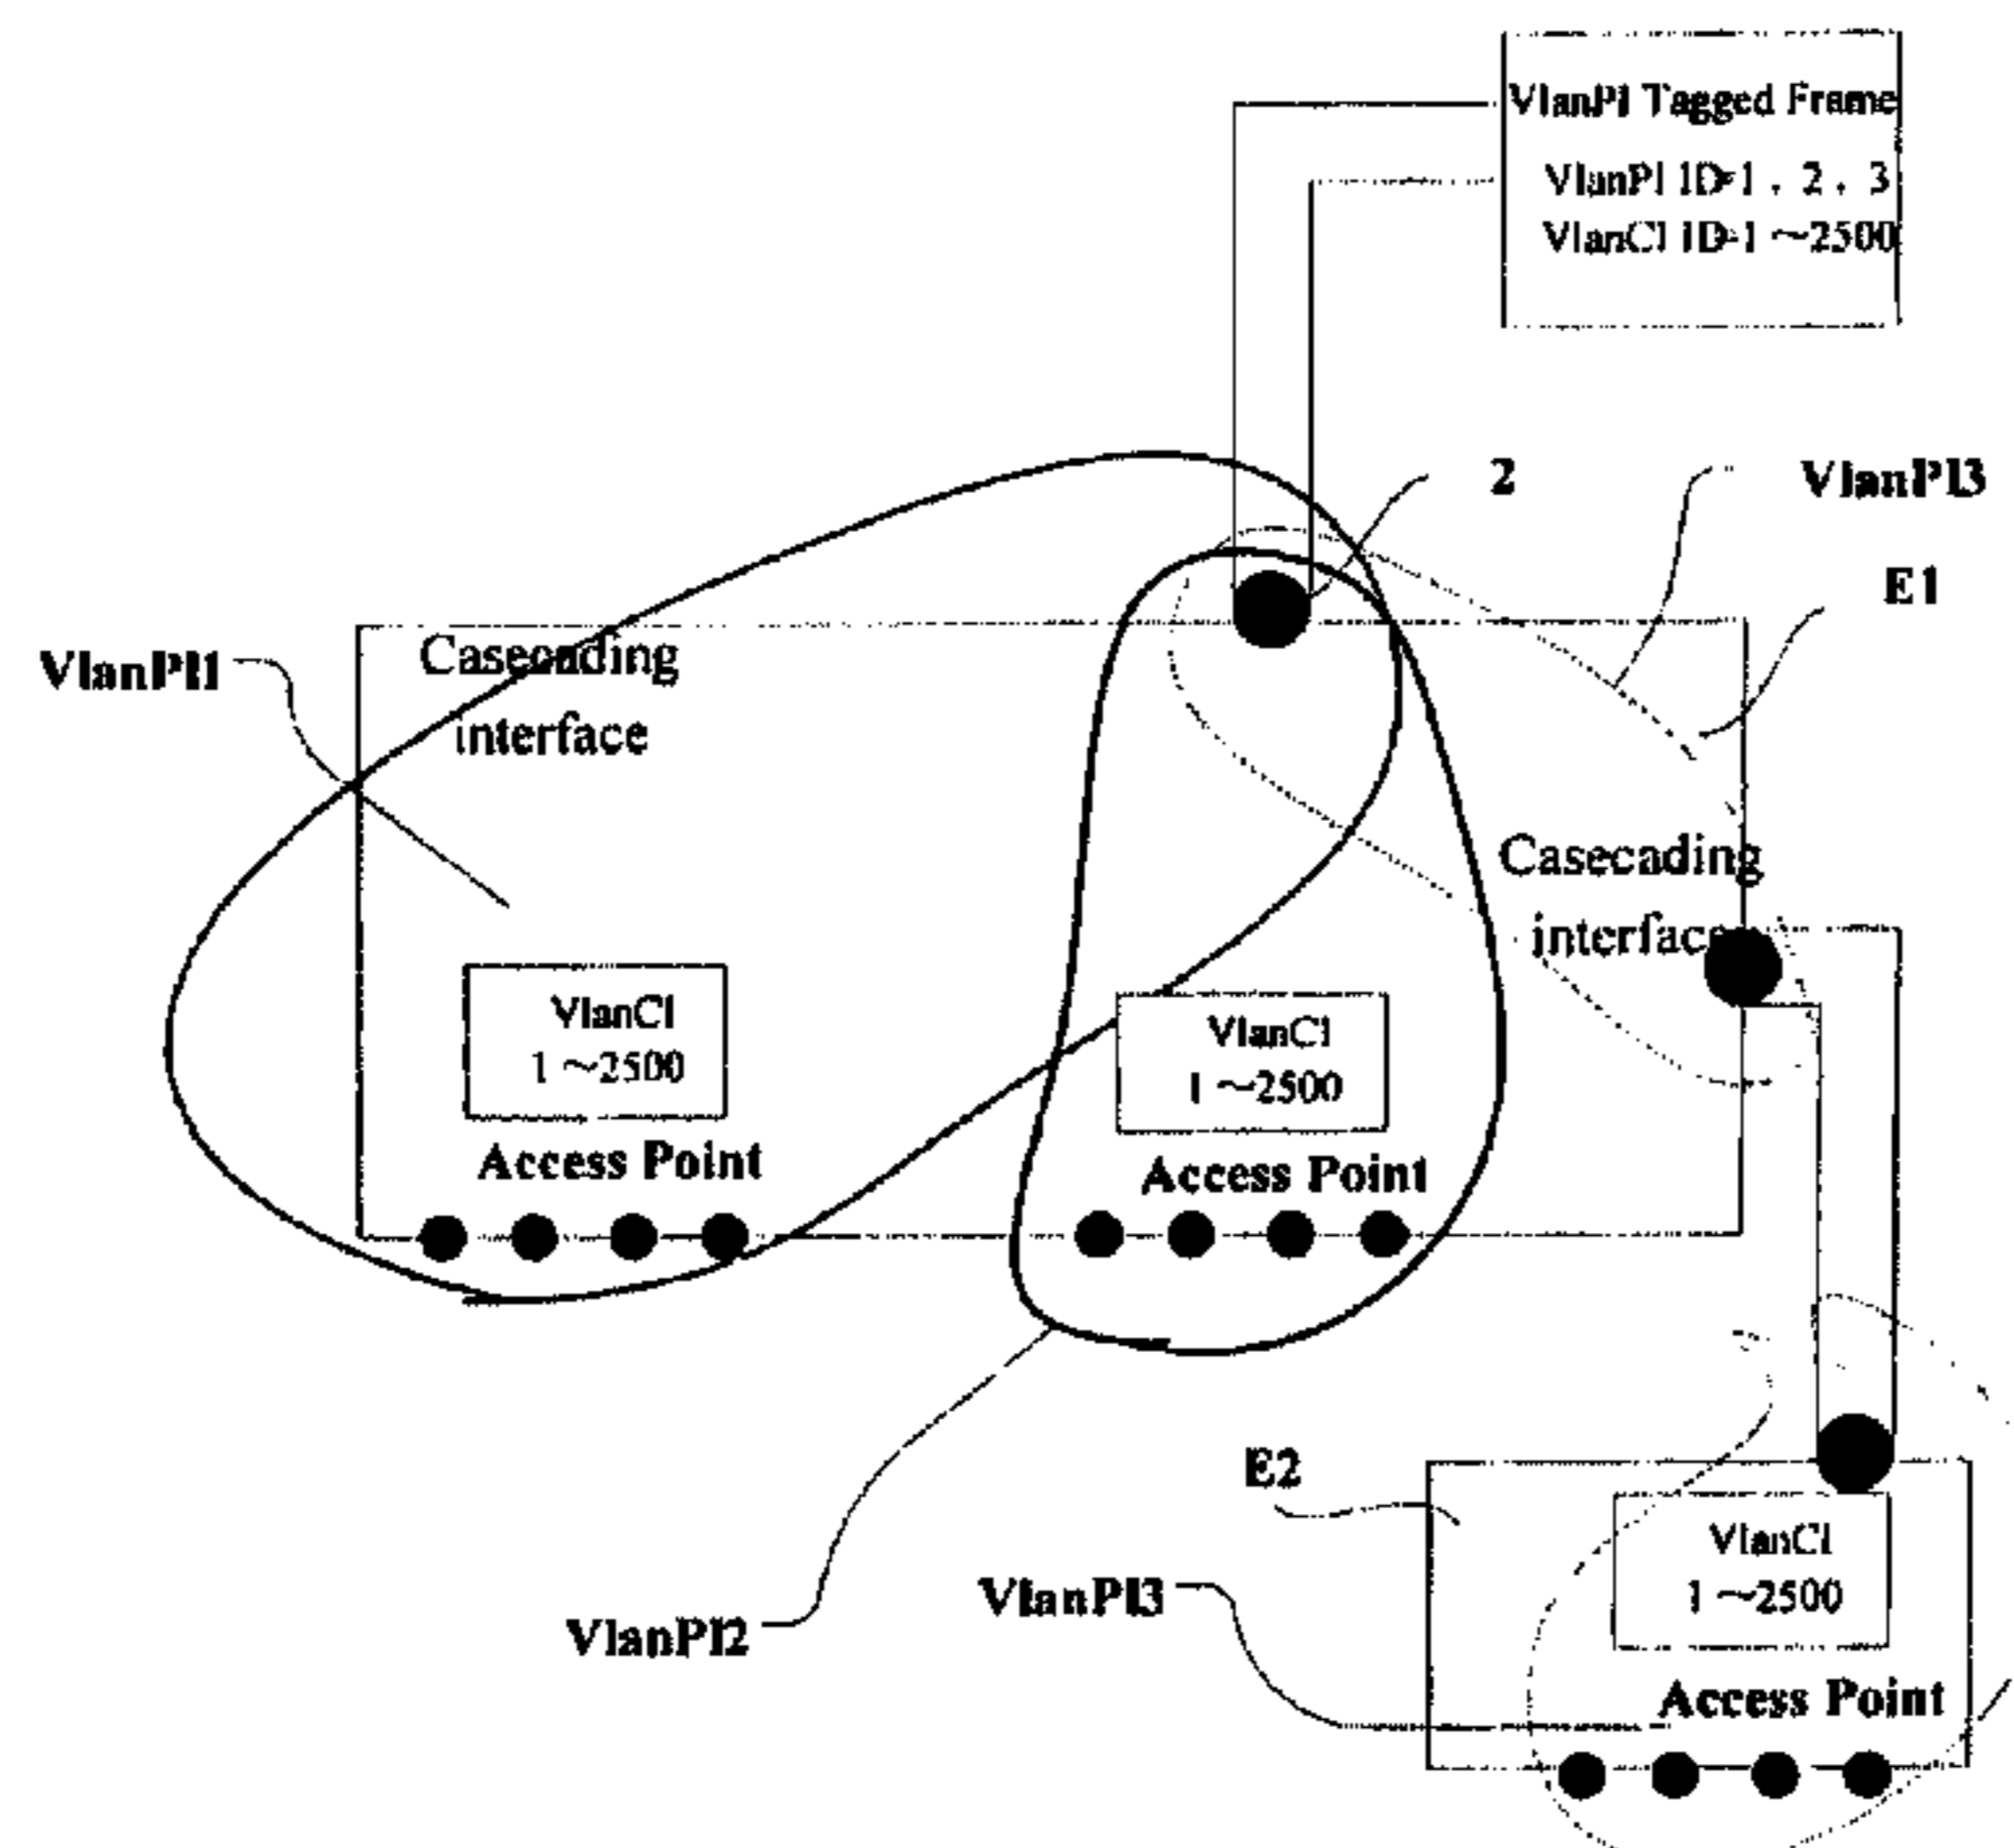 VlanPI Tagged Frame
VlanPI ID=1 , 2 , 3
VlanCI ID=1 ~2500
2
VlanPI3
E1
VlanPI1
Casecading
interface
Casecading
interface
VlanCI
1 ~2500
Access Point
VlanCI
1 ~2500
Access Point
E2
VlanPI2
VlanPI3
VlanCI
1 ~2500
Access Point